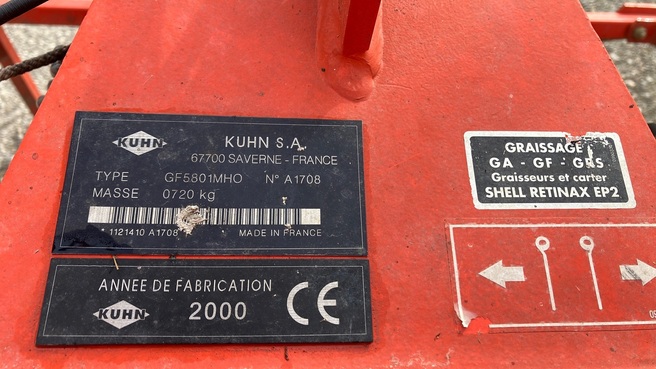 KUHN
KUHN S.A.
67700 SAVERNE - FRANCE
TYPE GF5801MHO N° A1708
MASSE 0720 kg
1121410 A1708 MADE IN FRANCE
ANNEE DE FABRICATION
KUHN 2000 CE
GRAISSAGE
GA - GF - GRS
Graisseurs et carter
SHELL RETINAX EP2